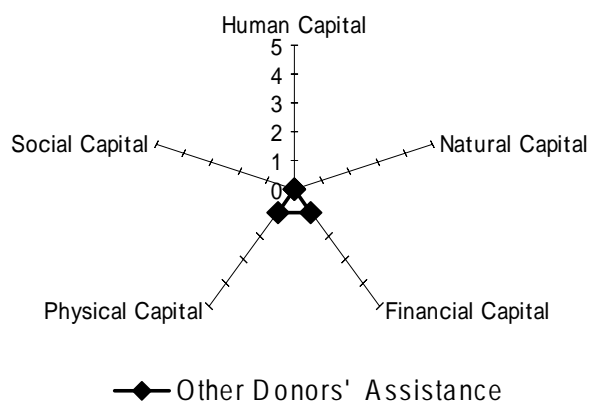 Human Capital
5
4
3
2
1
0
Social Capital
Natural Capital
Physical Capital
Financial Capital
Other Donors' Assistance